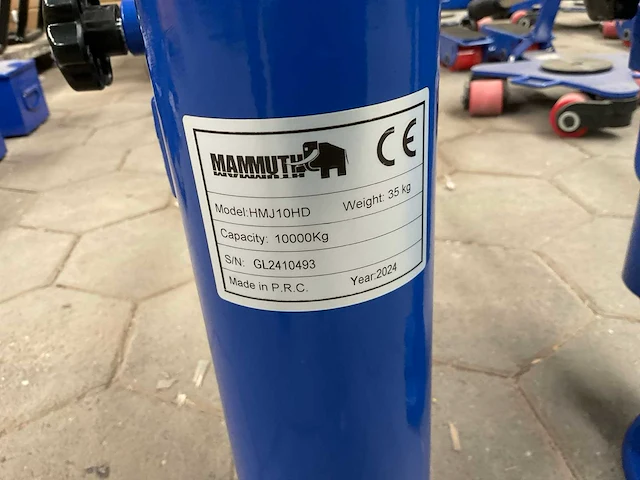 MAMMUTH CE
Model:HMJ10HD Weight: 35 kg
Capacity: 10000Kg
S/N: GL2410493
Made in P.R.C. Year:2024